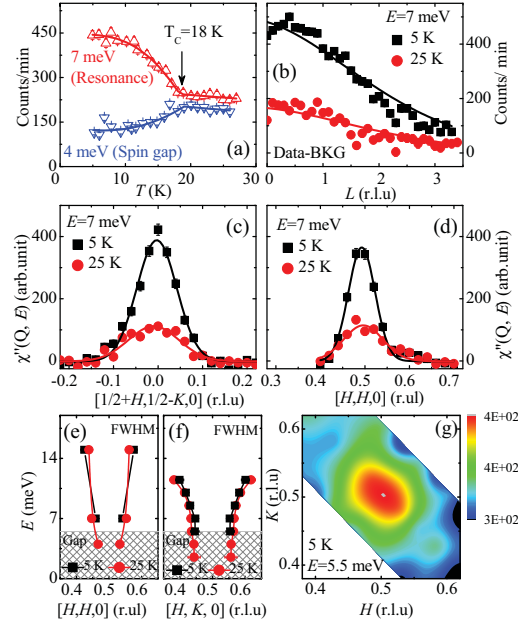 T_C=18 K
7 meV
(Resonance)
4 meV (Spin gap)
(a)
Counts/min
450
300
150
0
0 10 20 30
T (K)
E=7 meV
5 K
25 K
(b)
Data-BKG
Counts/ min
0 1 2 3
L (r.l.u)
E=7 meV
(c)
5 K
25 K
χ"(Q, E) (arb.unit)
400
200
0
-0.2 -0.1 0.0 0.1 0.2
[1/2+H,1/2-K,0] (r.l.u)
E=7 meV
(d)
5 K
25 K
χ"(Q, E) (arb.unit)
400
200
0
0.3 0.4 0.5 0.6 0.7
[H,H,0] (r.ul)
(e)
FWHM
E (meV)
15
10
5
Gap
5 K 25 K
0.4 0.5 0.6
[H,H,0] (r.ul)
(f)
FWHM
Gap
5 K 25 K
0.4 0.5 0.6
[H, K, 0] (r.l.u)
(g)
K (r.l.u)
0.6
0.5
0.4
5 K
E=5.5 meV
0.4 0.5 0.6
H (r.l.u)
4E+02
4E+02
3E+02